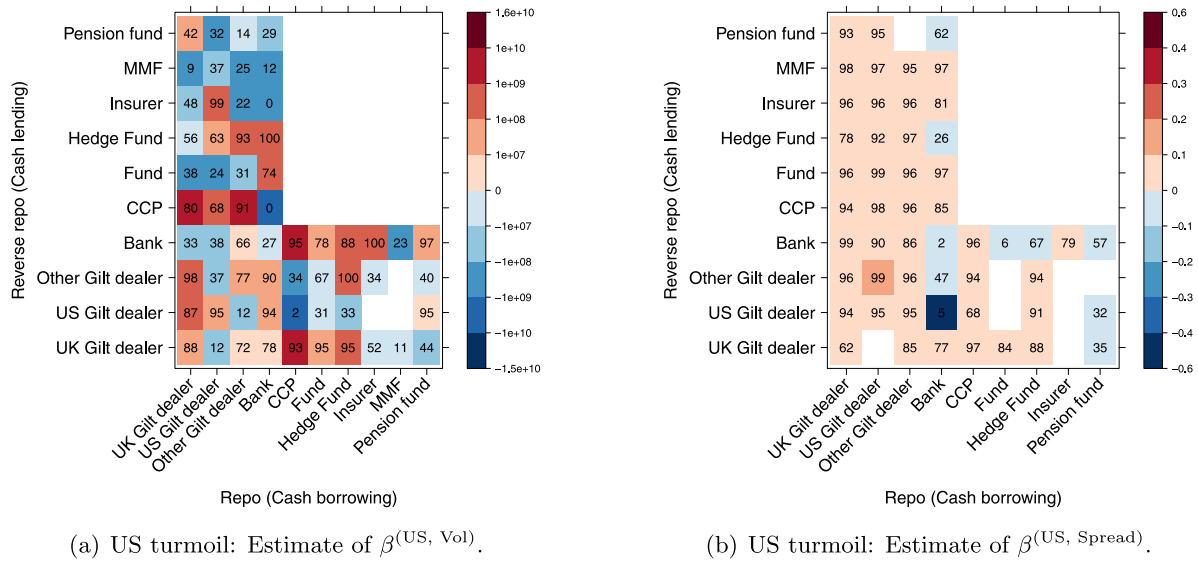 Reverse repo (Cash lending)
Pension fund 42 32 14 29
MMF 9 37 25 12
Insurer 48 99 22 0
Hedge Fund 56 63 93 100
Fund 38 24 31 74
CCP 80 68 91 0
Bank 33 38 66 27 95 78 88 100 23 97
Other Gilt dealer 98 37 77 90 34 67 100 34 40
US Gilt dealer 87 95 12 94 2 31 33 95
UK Gilt dealer 88 12 72 78 93 95 95 52 11 44
UK Gilt dealer
US Gilt dealer
Other Gilt dealer
Bank
CCP
Fund
Hedge Fund
Insurer
MMF
Pension fund
Repo (Cash borrowing)
1.6e+10
1e+10
1e+09
1e+08
1e+07
0
−1e+07
−1e+08
−1e+09
−1e+10
−1.5e+10
(a) US turmoil: Estimate of β(US, Vol).
Reverse repo (Cash lending)
Pension fund 93 95 62
MMF 98 97 95 97
Insurer 96 96 96 81
Hedge Fund 78 92 97 26
Fund 96 99 96 97
CCP 94 98 96 85
Bank 99 90 86 2 96 6 67 79 57
Other Gilt dealer 96 99 96 47 94 94
US Gilt dealer 94 95 95 5 68 91 32
UK Gilt dealer 62 85 77 97 84 88 35
UK Gilt dealer
US Gilt dealer
Other Gilt dealer
Bank
CCP
Fund
Hedge Fund
Insurer
Pension fund
Repo (Cash borrowing)
0.6
0.4
0.3
0.2
0.1
0
−0.1
−0.2
−0.3
−0.4
−0.6
(b) US turmoil: Estimate of β(US, Spread).